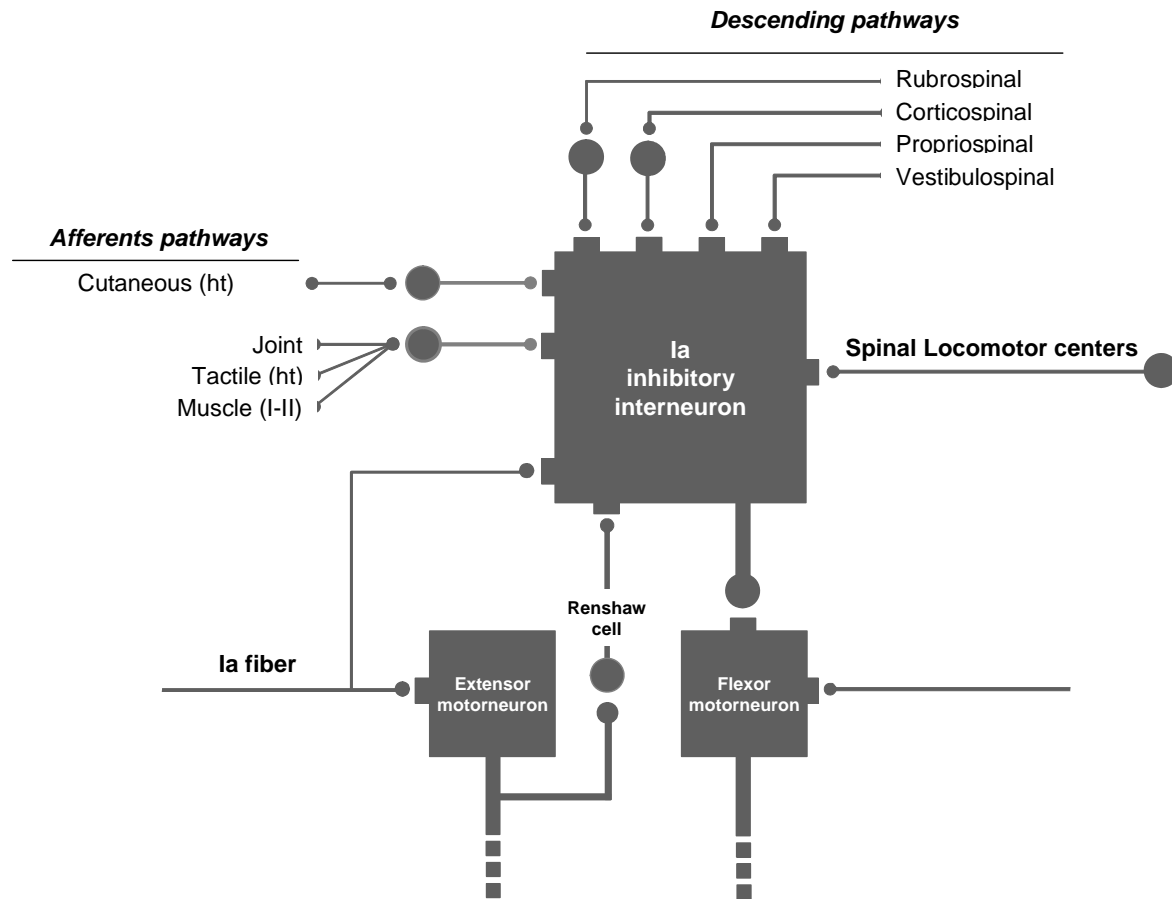 Descending pathways
Rubrospinal
Corticospinal
Propriospinal
Vestibulospinal
Afferents pathways
Cutaneous (ht)
Joint
Tactile (ht)
Muscle (I-II)
Ia
inhibitory
interneuron
Spinal Locomotor centers
Renshaw
cell
Ia fiber
Extensor
motorneuron
Flexor
motorneuron